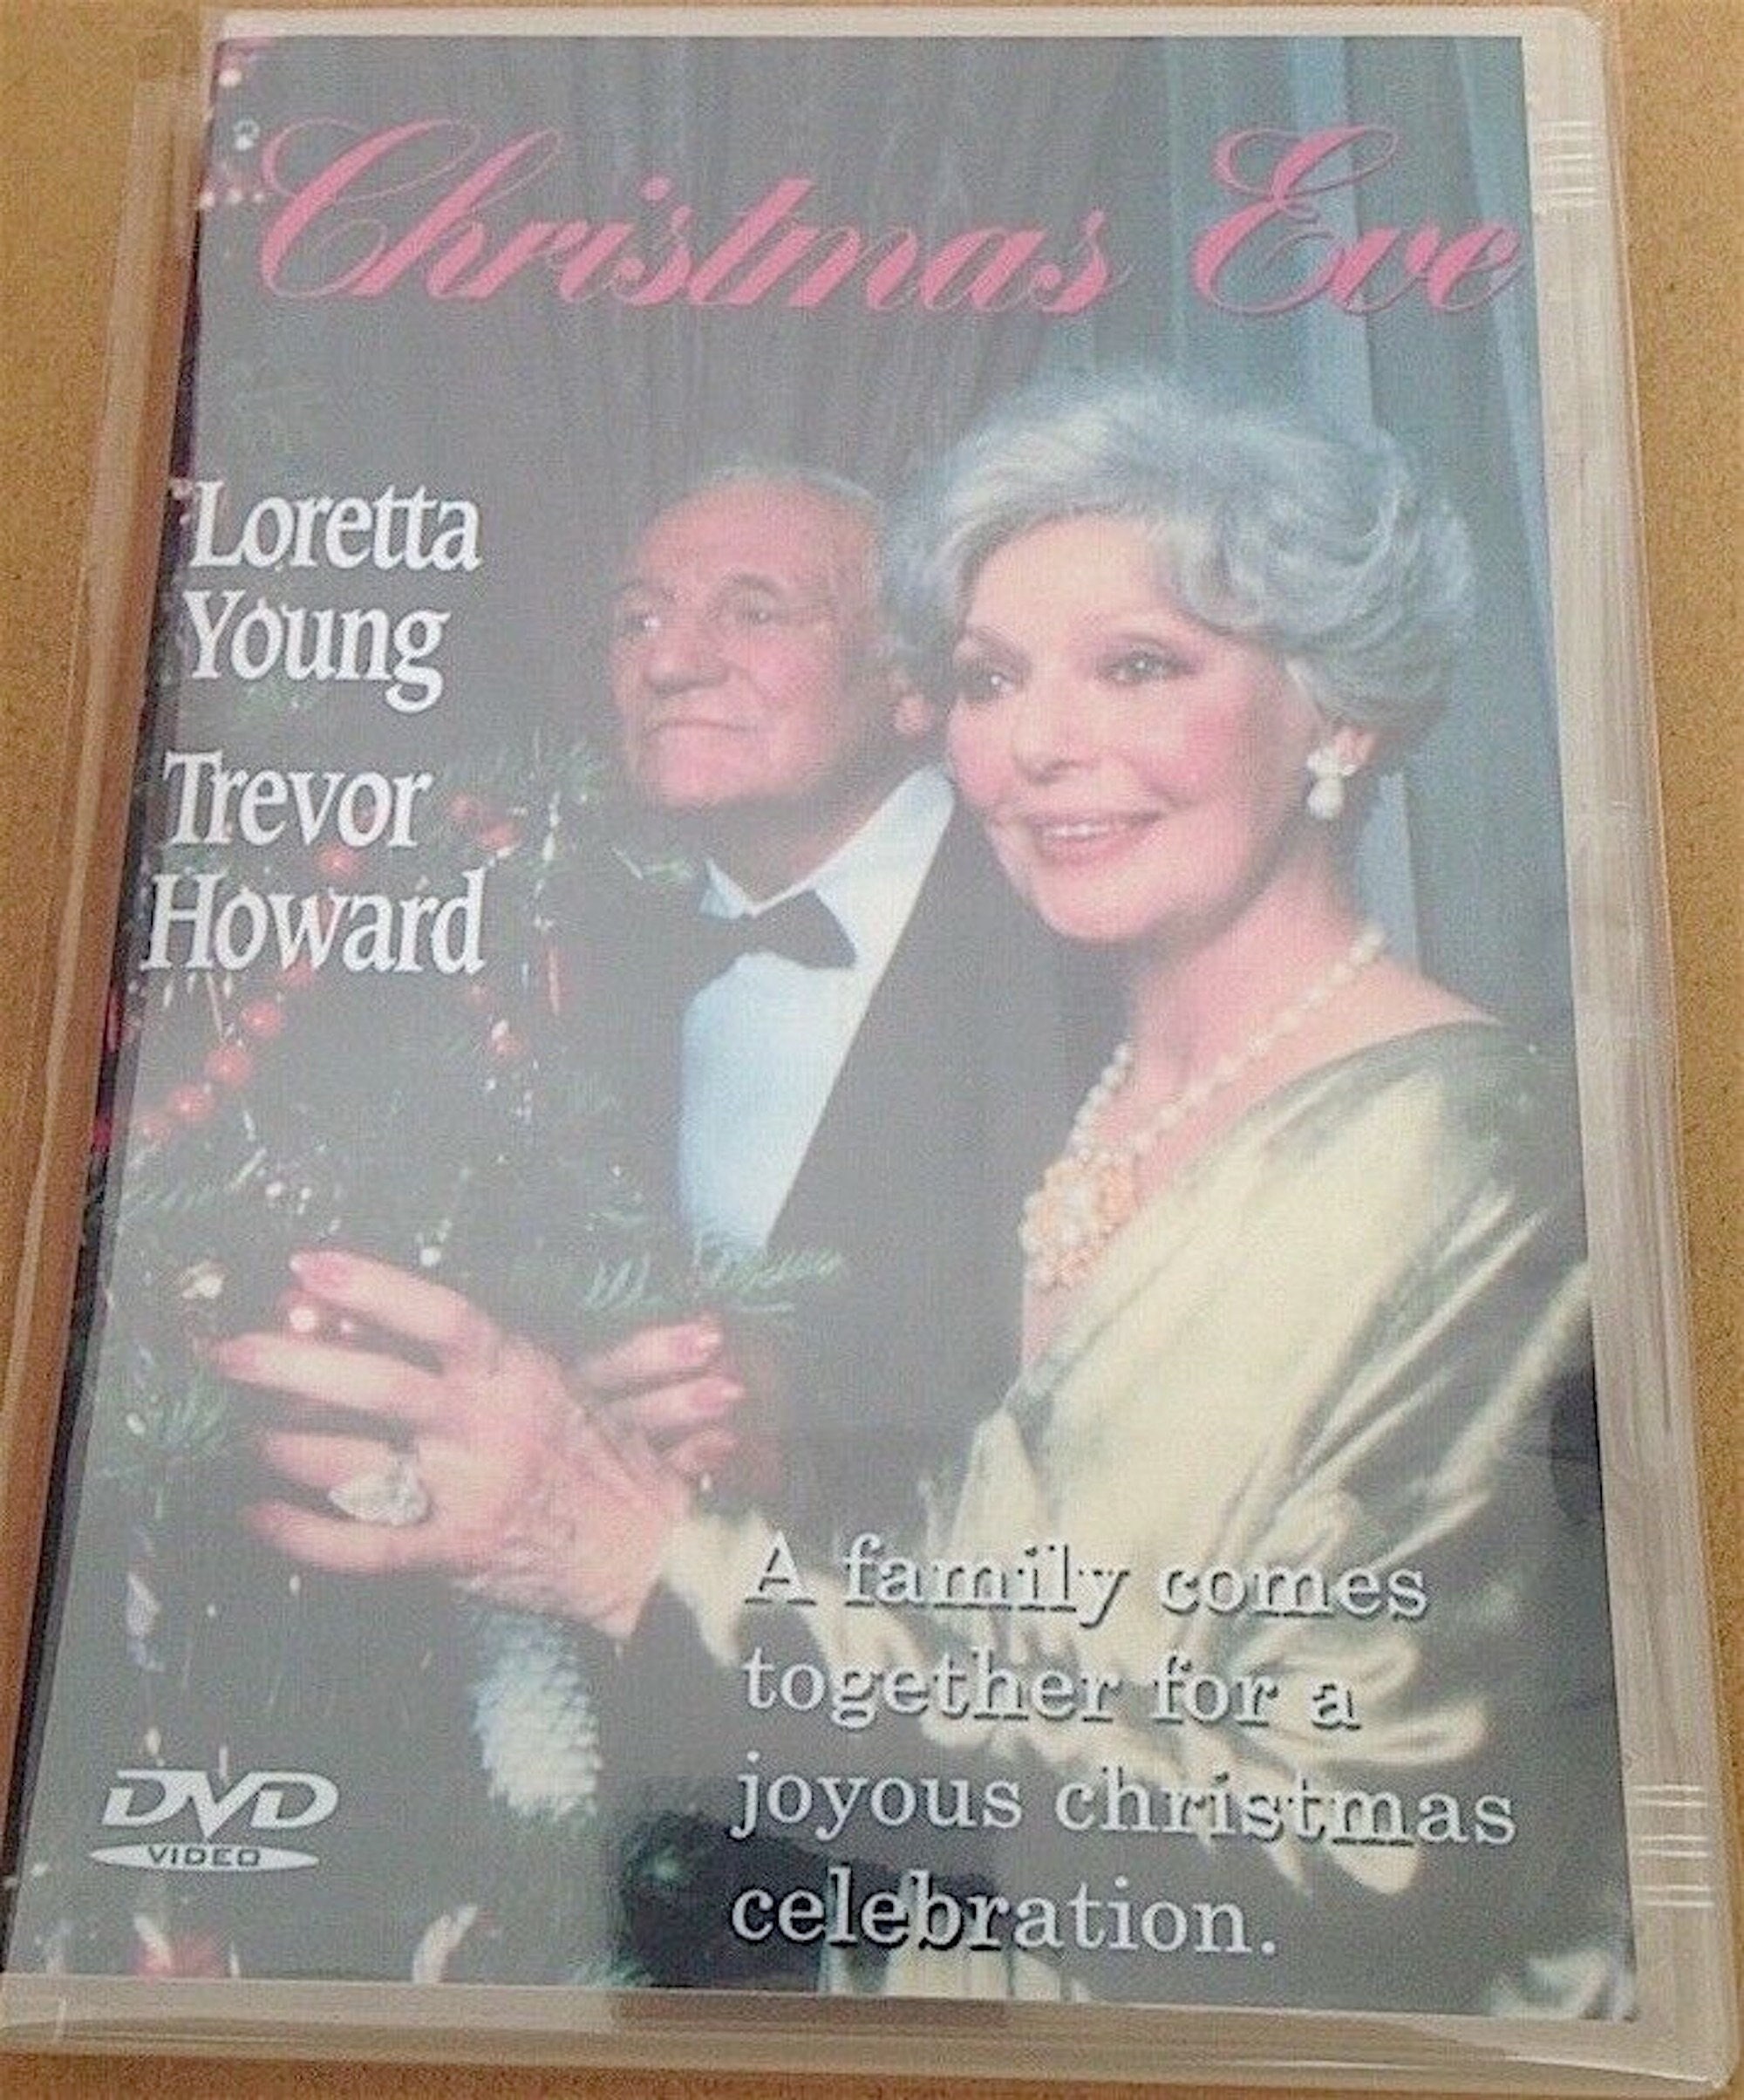 Christmas Eve
Loretta
Young
Trevor
Howard
A family comes
together for a
joyous christmas
celebration.
DVD
VIDEO